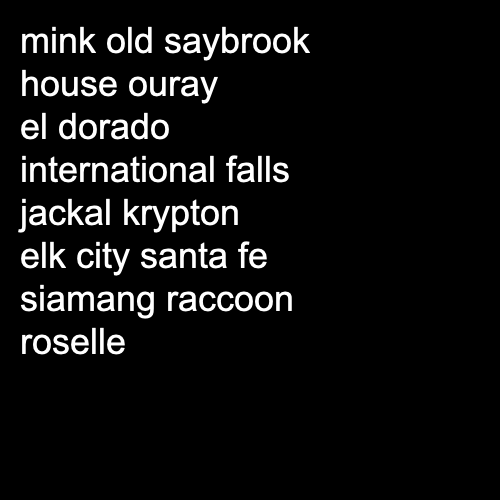 mink old saybrook
house ouray
el dorado
international falls
jackal krypton
elk city santa fe
siamang raccoon
roselle